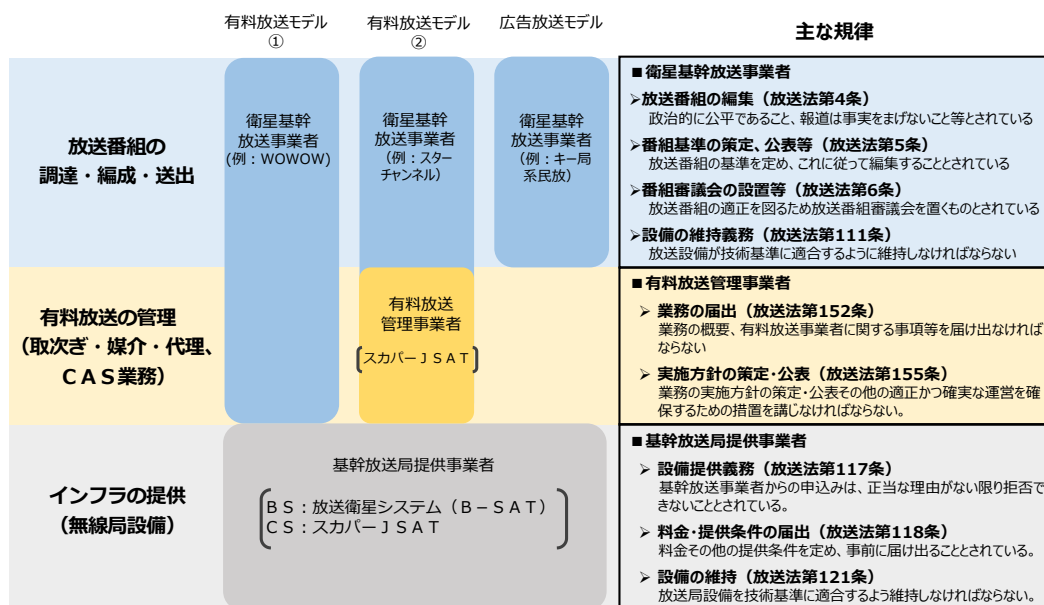 有料放送モデル
①
有料放送モデル
②
広告放送モデル
主な規律
放送番組の
調達・編成・送出
衛星基幹
放送事業者
(例：WOWOW)
衛星基幹
放送事業者
（例：スター
チャンネル）
衛星基幹
放送事業者
（例：キー局
系民放）
■衛星基幹放送事業者
➢放送番組の編集（放送法第4条）
政治的に公平であること、報道は事実をまげないこと等とされている
➢番組基準の策定、公表等（放送法第5条）
放送番組の基準を定め、これに従って編集することとされている
➢番組審議会の設置等（放送法第6条）
放送番組の適正を図るため放送番組審議会を置くものとされている
➢設備の維持義務（放送法第111条）
放送設備が技術基準に適合するように維持しなければならない
有料放送の管理
（取次ぎ・媒介・代理、
ＣＡＳ業務）
有料放送
管理事業者
スカパーＪＳＡＴ
■有料放送管理事業者
➢ 業務の届出（放送法第152条）
業務の概要、有料放送事業者に関する事項等を届け出なければ
ならない
➢ 実施方針の策定・公表（放送法第155条）
業務の実施方針の策定・公表その他の適正かつ確実な運営を確
保するための措置を講じなければならない。
インフラの提供
（無線局設備）
基幹放送局提供事業者
ＢＳ：放送衛星システム（Ｂ－ＳＡＴ）
ＣＳ：スカパーＪＳＡＴ
■基幹放送局提供事業者
➢ 設備提供義務（放送法第117条）
基幹放送事業者からの申込みは、正当な理由がない限り拒否で
きないこととされている。
➢ 料金・提供条件の届出（放送法第118条）
料金その他の提供条件を定め、事前に届け出ることとされている。
➢ 設備の維持（放送法第121条）
放送局設備を技術基準に適合するよう維持しなければならない。